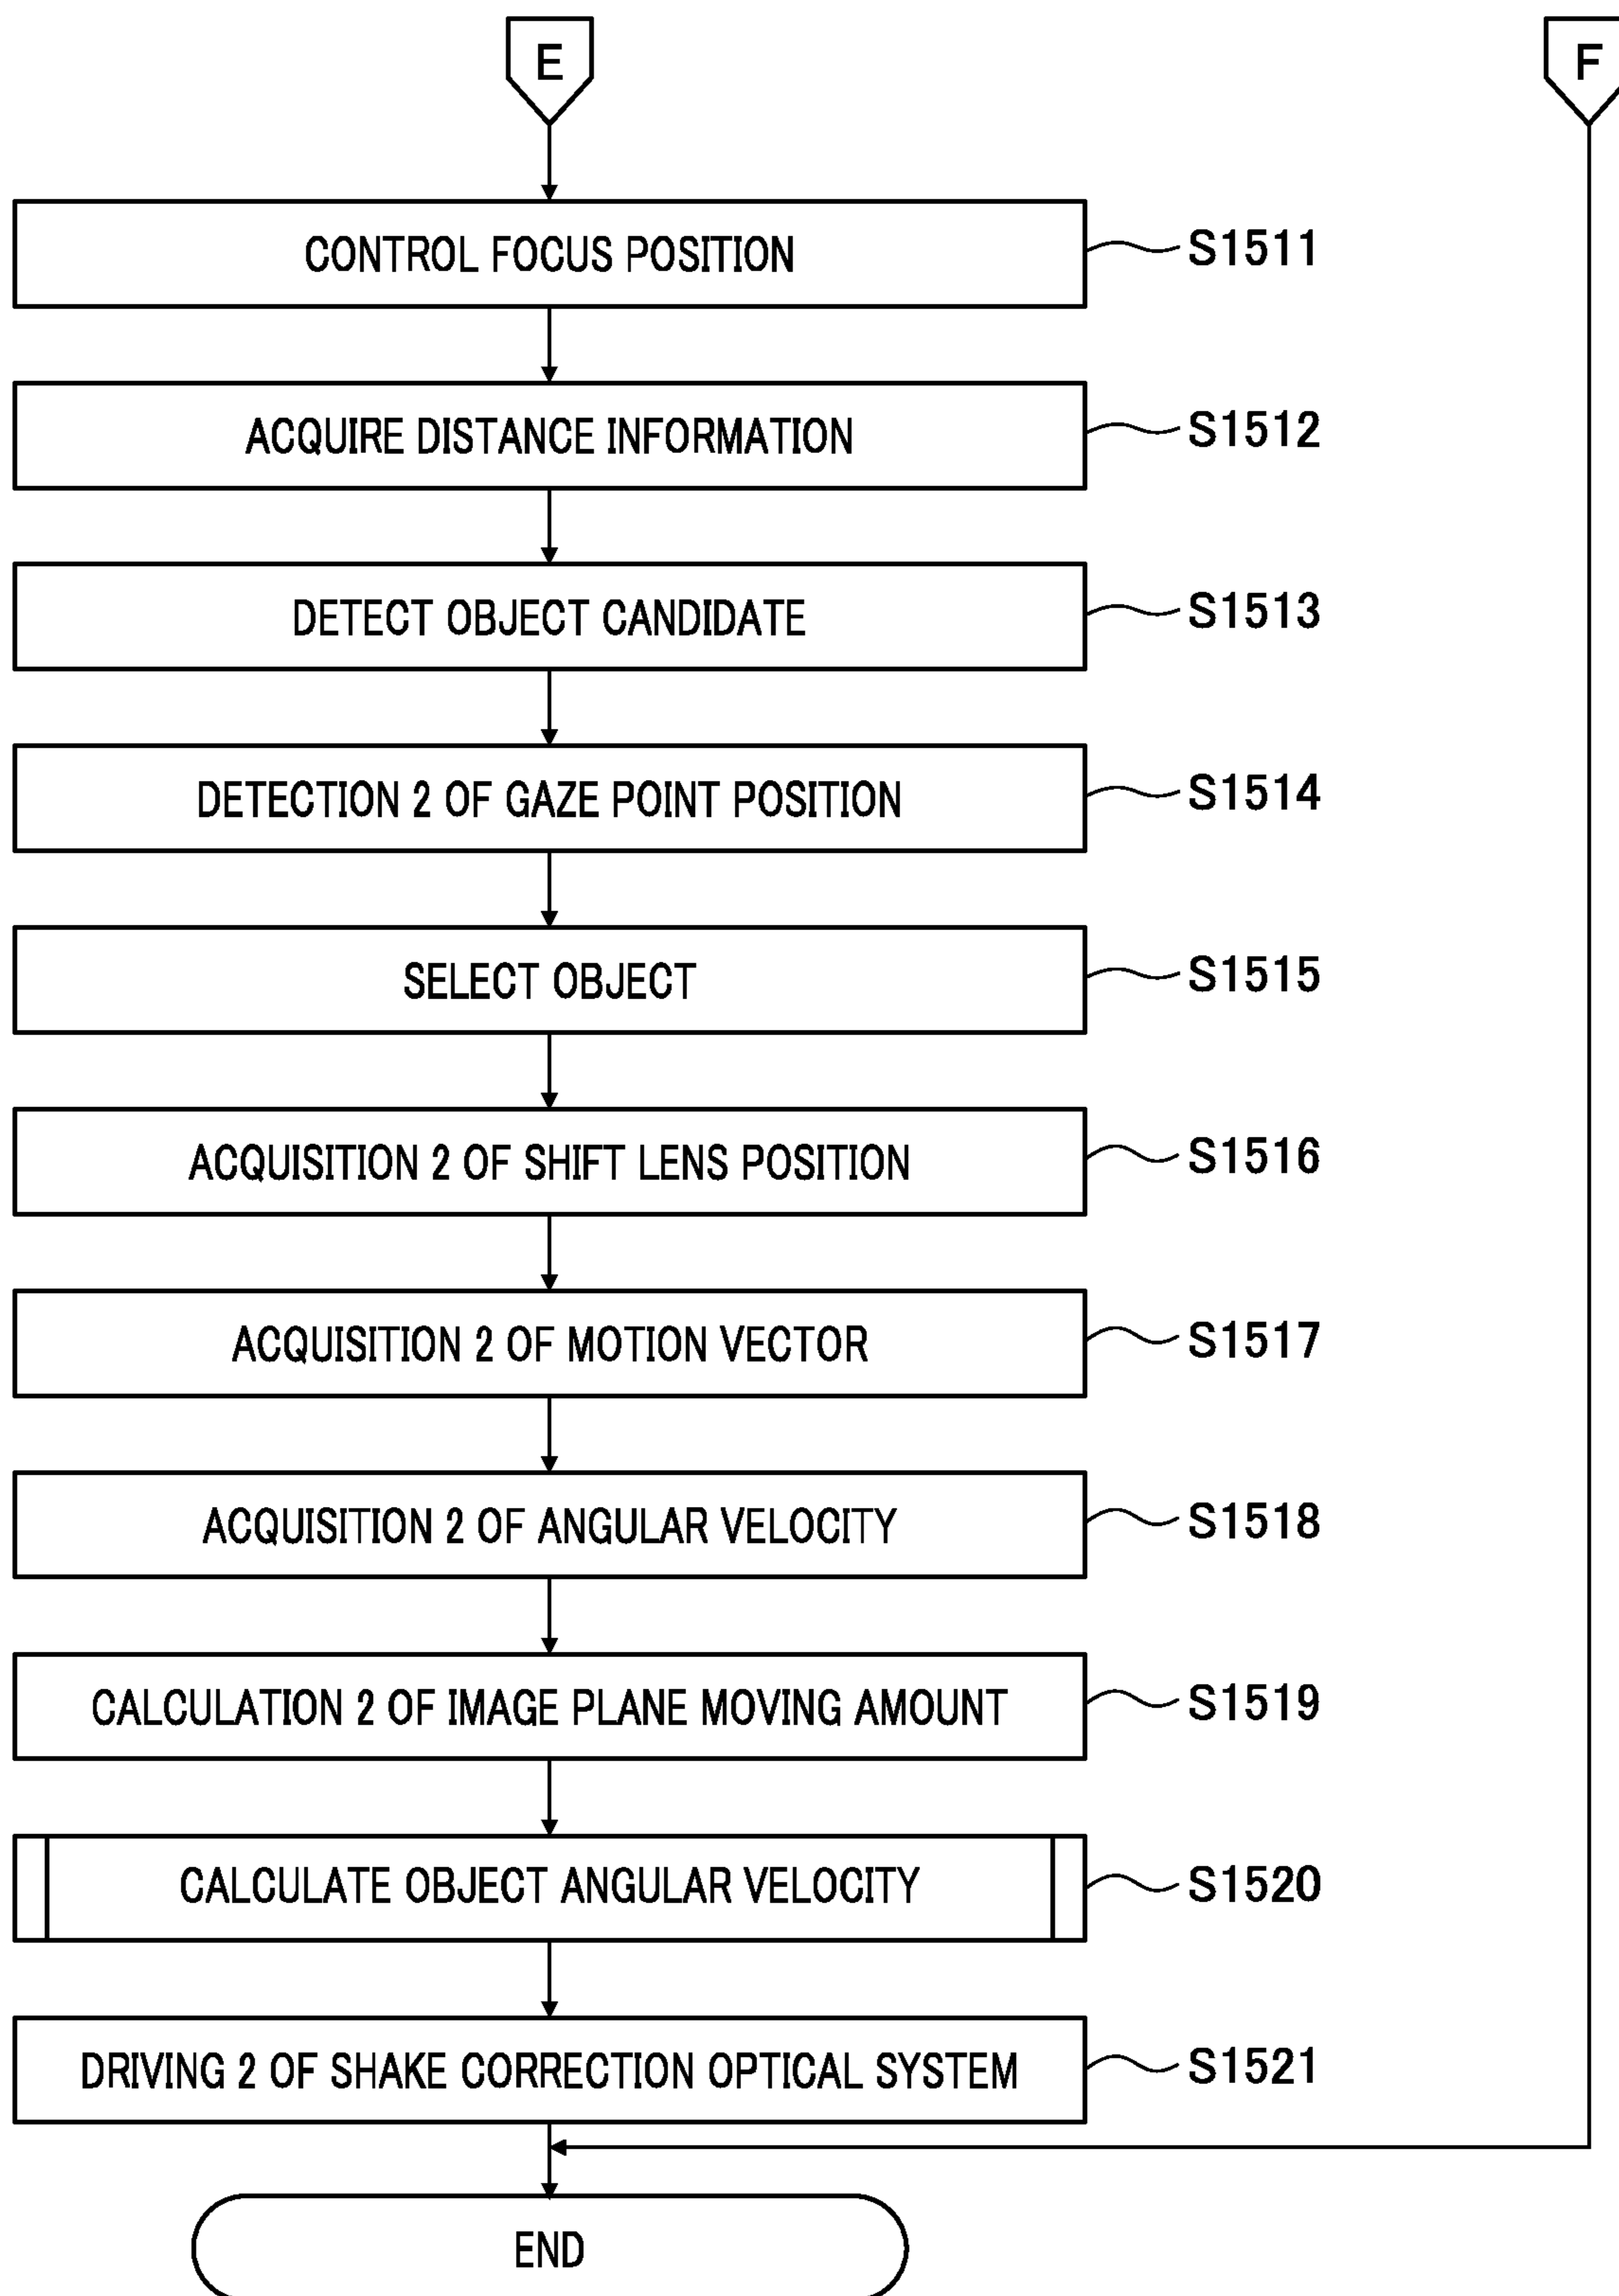 E
F
CONTROL FOCUS POSITION
S1511
ACQUIRE DISTANCE INFORMATION
S1512
DETECT OBJECT CANDIDATE
S1513
DETECTION 2 OF GAZE POINT POSITION
S1514
SELECT OBJECT
S1515
ACQUISITION 2 OF SHIFT LENS POSITION
S1516
ACQUISITION 2 OF MOTION VECTOR
S1517
ACQUISITION 2 OF ANGULAR VELOCITY
S1518
CALCULATION 2 OF IMAGE PLANE MOVING AMOUNT
S1519
CALCULATE OBJECT ANGULAR VELOCITY
S1520
DRIVING 2 OF SHAKE CORRECTION OPTICAL SYSTEM
S1521
END